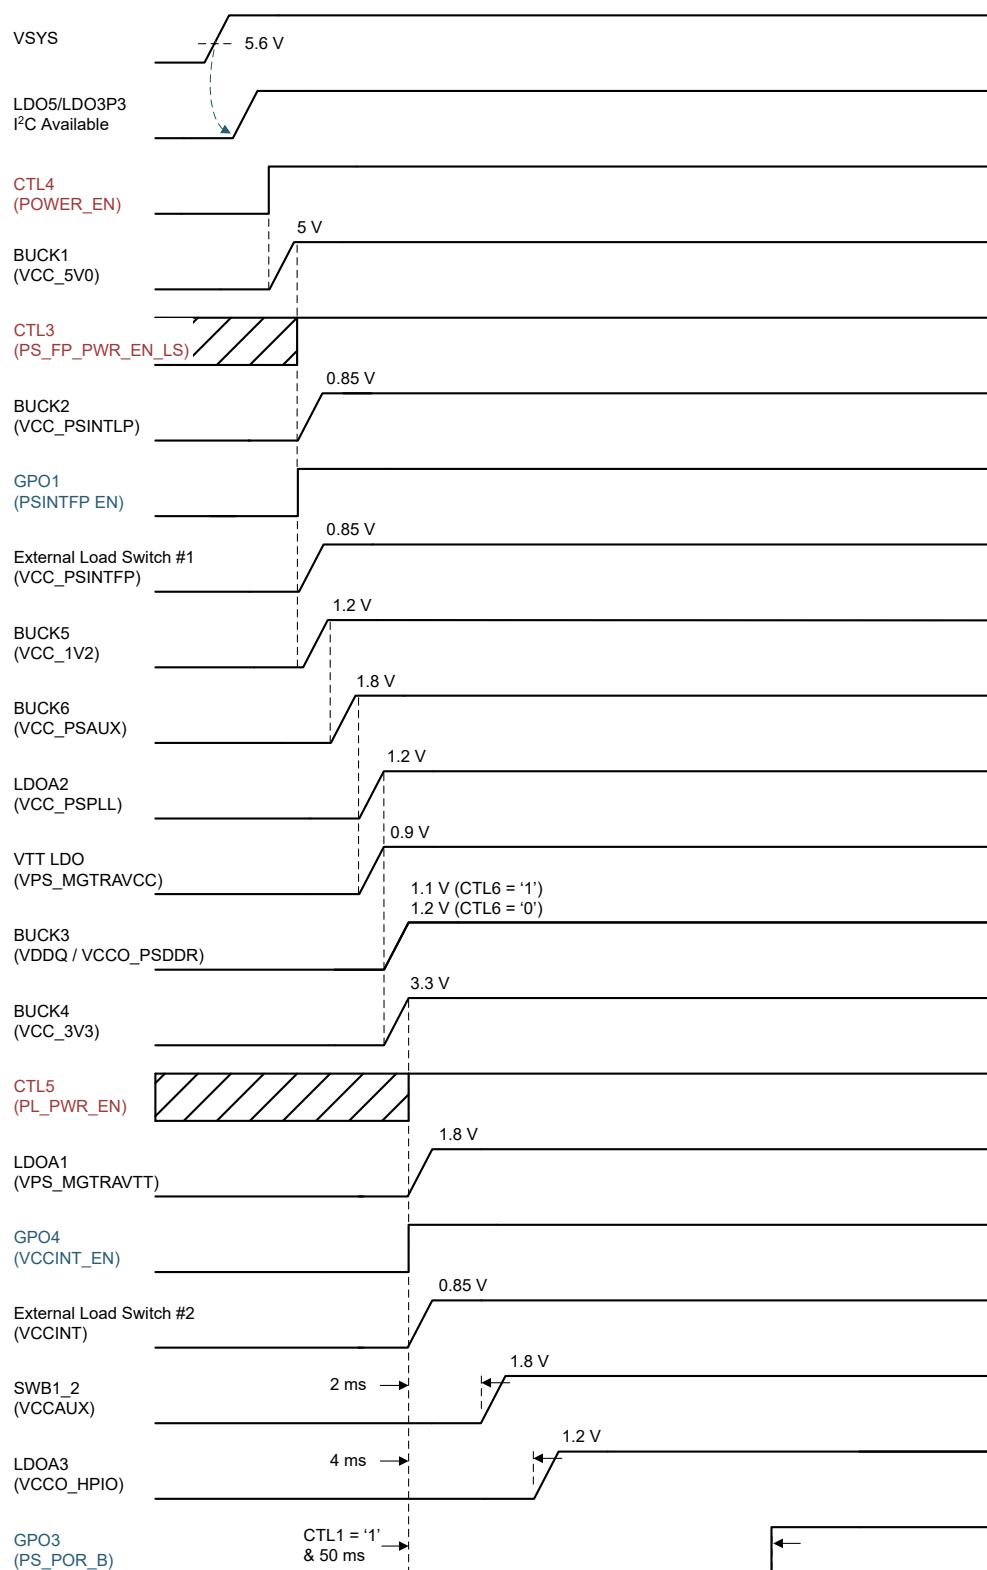 VSYS
5.6 V
LDO5/LDO3P3
I²C Available
CTL4
(POWER_EN)
5 V
BUCK1
(VCC_5V0)
CTL3
(PS_FP_PWR_EN_LS)
0.85 V
BUCK2
(VCC_PSINTLP)
GPO1
(PSINTFP EN)
0.85 V
External Load Switch #1
(VCC_PSINTFP)
1.2 V
BUCK5
(VCC_1V2)
1.8 V
BUCK6
(VCC_PSAUX)
1.2 V
LDOA2
(VCC_PSPLL)
0.9 V
VTT LDO
(VPS_MGTRAVCC)
1.1 V (CTL6 = ‘1’)
1.2 V (CTL6 = ‘0’)
BUCK3
(VDDQ / VCCO_PSDDR)
3.3 V
BUCK4
(VCC_3V3)
CTL5
(PL_PWR_EN)
1.8 V
LDOA1
(VPS_MGTRAVTT)
GPO4
(VCCINT_EN)
0.85 V
External Load Switch #2
(VCCINT)
1.8 V
2 ms
SWB1_2
(VCCAUX)
1.2 V
4 ms
LDOA3
(VCCO_HPIO)
CTL1 = ‘1’
& 50 ms
GPO3
(PS_POR_B)